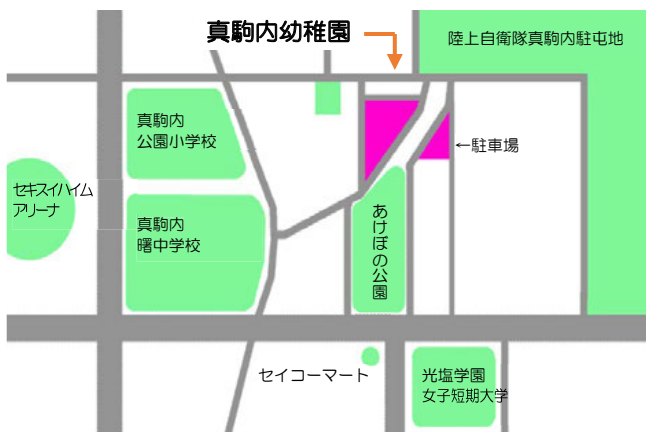 真駒内幼稚園
陸上自衛隊真駒内駐屯地
真駒内
公園小学校
←駐車場
セキスイハイム
アリーナ
真駒内
曙中学校
あけぼの公園
セイコーマート
光塩学園
女子短期大学